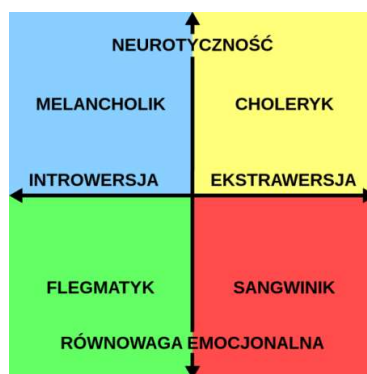 NEUROTYCZNOŚĆ
MELANCHOLIK CHOLERYK
INTROWERSJA EKSTRAWERSJA
FLEGMATYK SANGWINIK
RÓWNOWAGA EMOCJONALNA